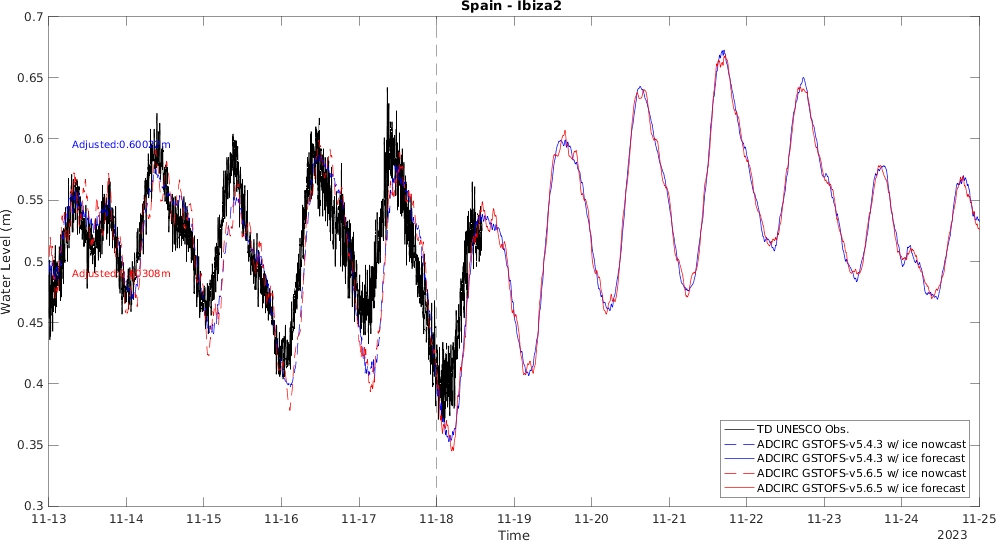 Spain - Ibiza2
0.7
0.65
0.6
0.55
0.5
0.45
0.4
0.35
0.3
Water Level (m)
11-13
11-14
11-15
11-16
11-17
11-18
11-19
11-20
11-21
11-22
11-23
11-24
11-25
Time
2023
TD UNESCO Obs.
ADCIRC GSTOFS-v5.4.3 w/ ice nowcast
ADCIRC GSTOFS-v5.4.3 w/ ice forecast
ADCIRC GSTOFS-v5.6.5 w/ ice nowcast
ADCIRC GSTOFS-v5.6.5 w/ ice forecast